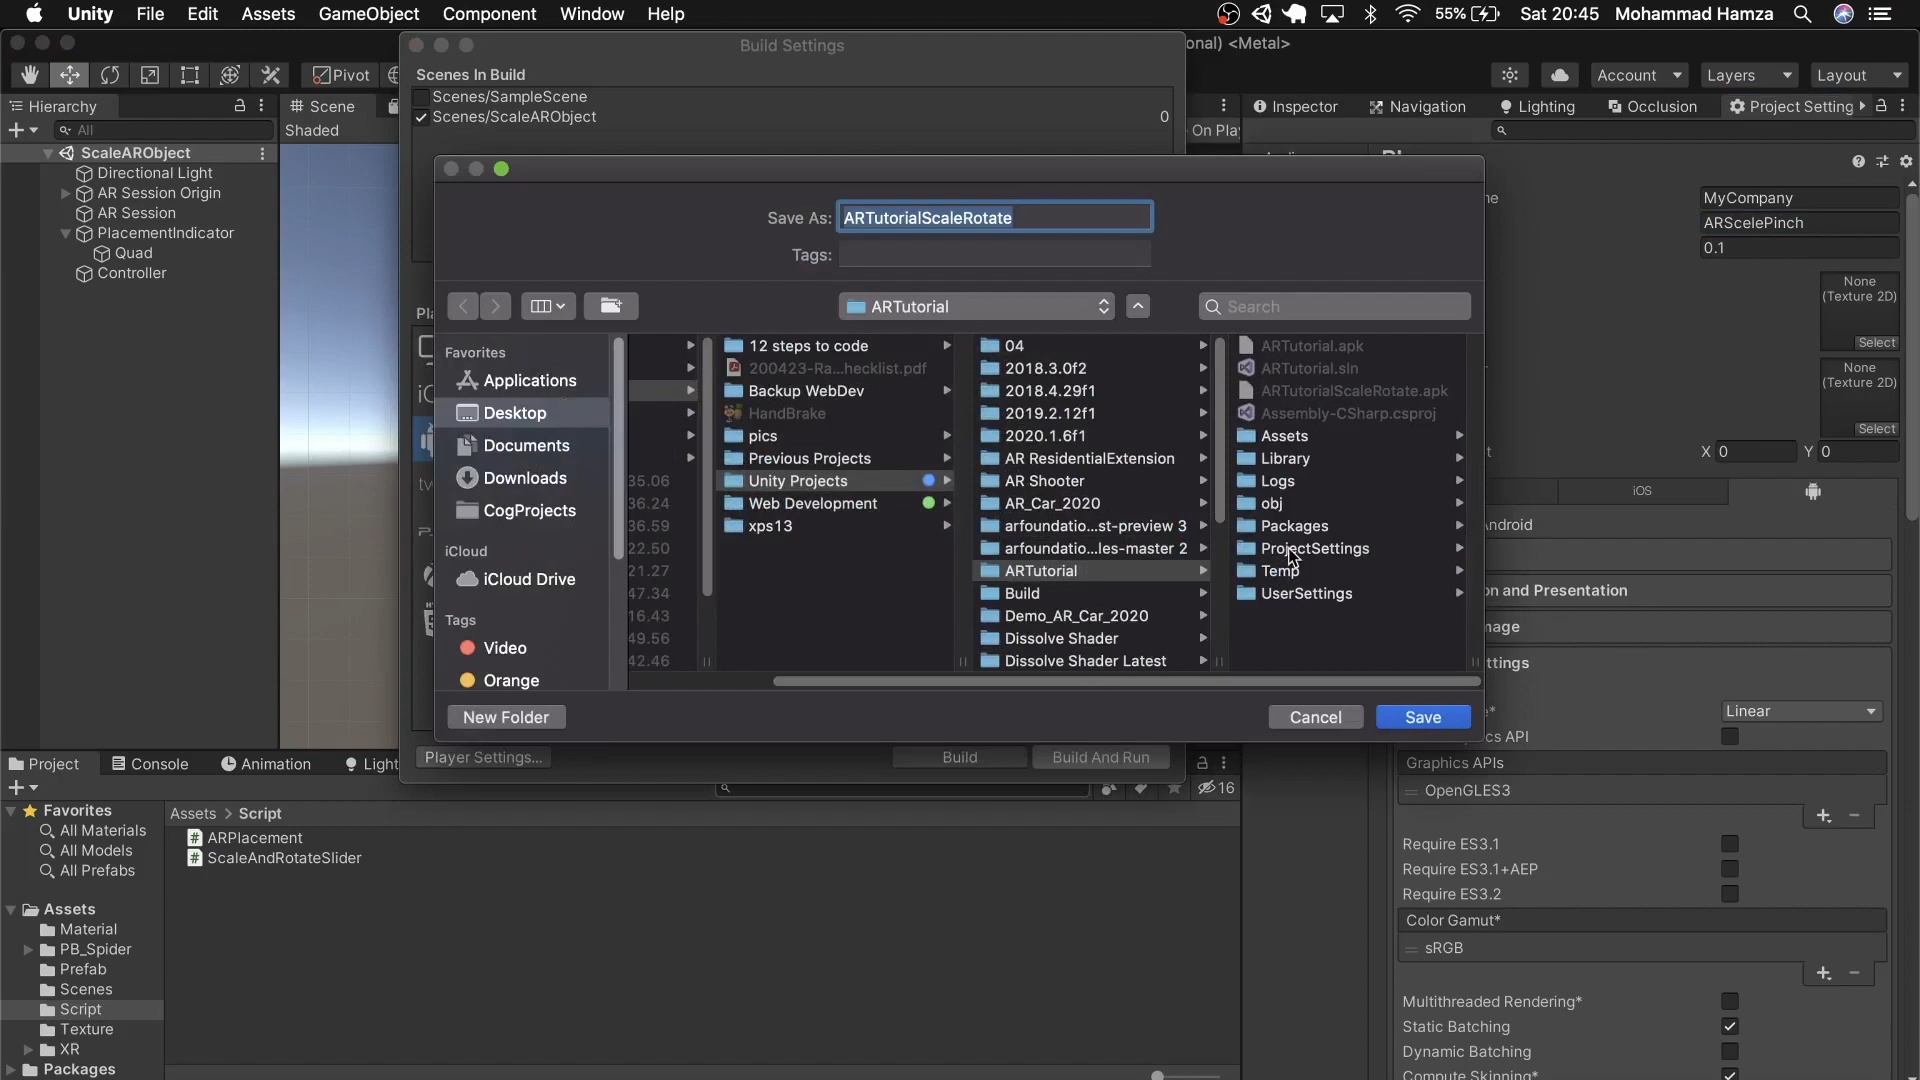 Unity File Edit Assets GameObject Component Window Help
55% Sat 20:45 Mohammad Hamza
Build Settings
onal) <Metal>
Pivot
Account
Layers
Layout
Hierarchy
All
ScaleARObject
Directional Light
AR Session Origin
AR Session
PlacementIndicator
Quad
Controller
Scene
Shaded
Scenes In Build
Scenes/SampleScene
Scenes/ScaleARObject 0
On Play
Save As: ARTutorialScaleRotate
Tags:
ARTutorial
Search
Favorites
Applications
Desktop
Documents
Downloads
CogProjects
iCloud
iCloud Drive
Tags
Video
Orange
35.06
36.24
36.59
22.50
21.27
47.34
16.43
49.56
42.46
12 steps to code
200423-Ra...hecklist.pdf
Backup WebDev
HandBrake
pics
Previous Projects
Unity Projects
Web Development
xps13
04
2018.3.0f2
2018.4.29f1
2019.2.12f1
2020.1.6f1
AR ResidentialExtension
AR Shooter
AR_Car_2020
arfoundatio...st-preview 3
arfoundatio...les-master 2
ARTutorial
Build
Demo_AR_Car_2020
Dissolve Shader
Dissolve Shader Latest
ARTutorial.apk
ARTutorial.sln
ARTutorialScaleRotate.apk
Assembly-CSharp.csproj
Assets
Library
Logs
obj
Packages
ProjectSettings
Temp
UserSettings
New Folder
Cancel
Save
Player Settings...
Build
Build And Run
Inspector
Navigation
Lighting
Occlusion
Project Setting
MyCompany
ARScelePinch
0.1
None
(Texture 2D)
Select
None
(Texture 2D)
Select
X 0 Y 0
iOS
ndroid
on and Presentation
mage
ttings
Linear
cs API
Graphics APIs
OpenGLES3
Require ES3.1
Require ES3.1+AEP
Require ES3.2
Color Gamut*
sRGB
Multithreaded Rendering*
Static Batching
Dynamic Batching
Compute Skinning*
Project
Console
Animation
Light
16
Favorites
All Materials
All Models
All Prefabs
Assets
Material
PB_Spider
Prefab
Scenes
Script
Texture
XR
Packages
Assets > Script
ARPlacement
ScaleAndRotateSlider